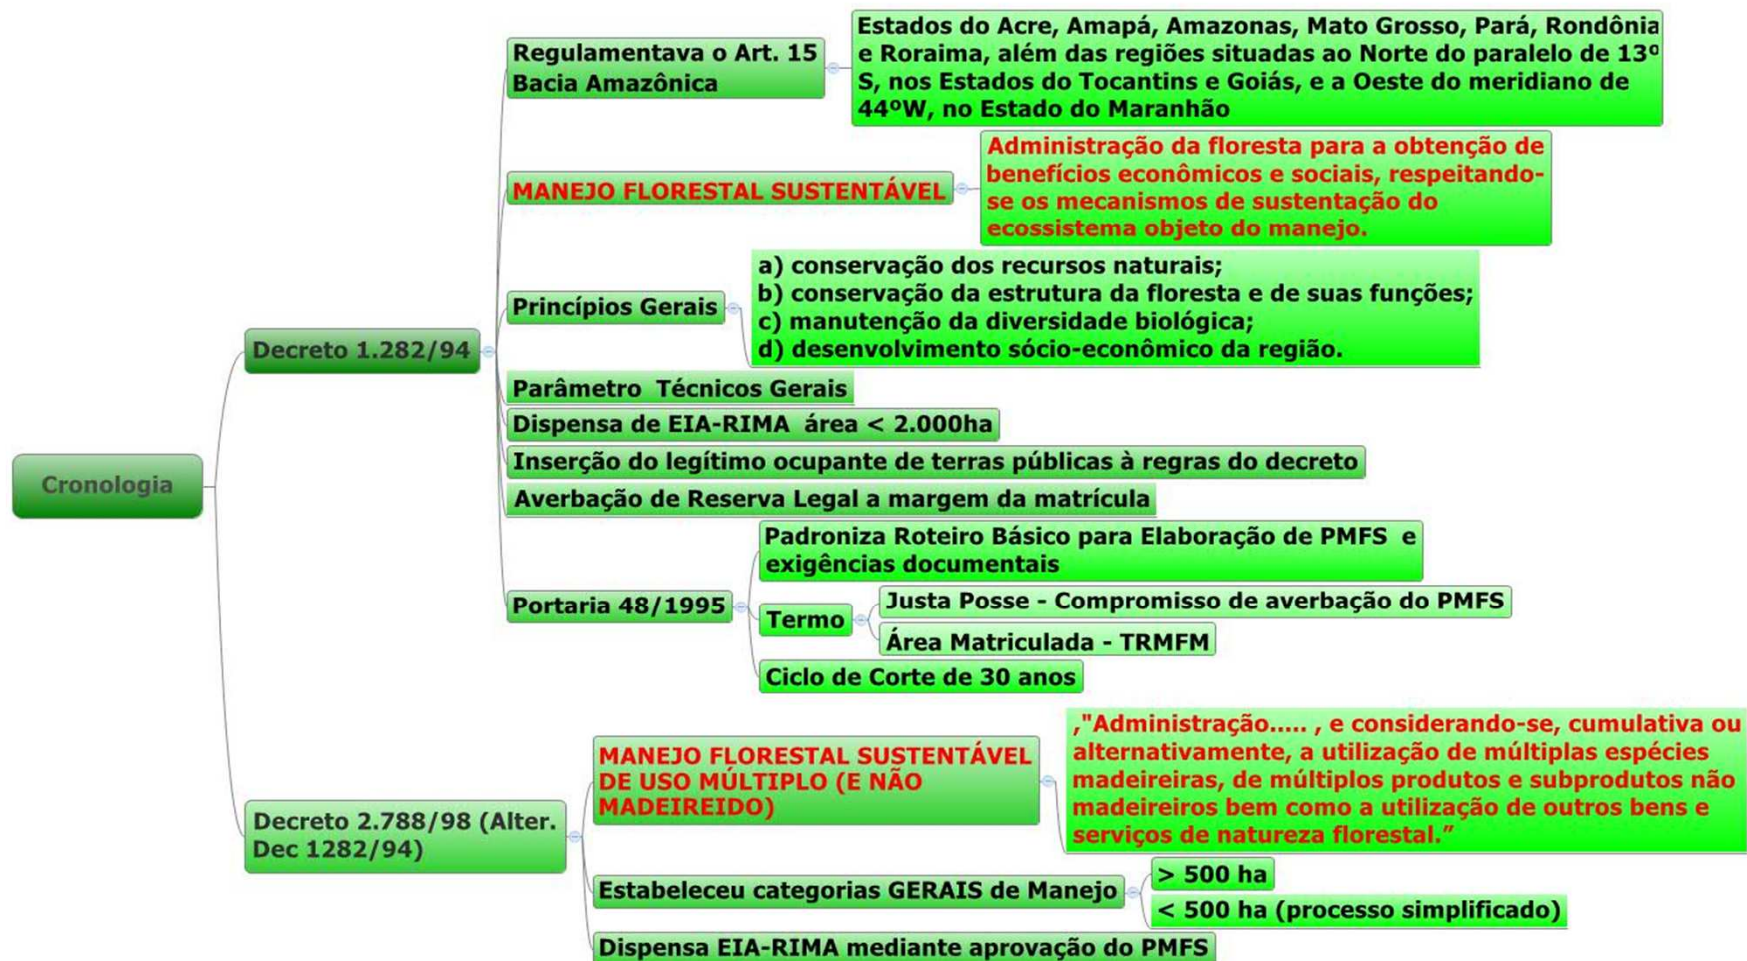 Cronologia
Decreto 1.282/94
Regulamentava o Art. 15
Bacia Amazônica
Estados do Acre, Amapá, Amazonas, Mato Grosso, Pará, Rondônia
e Roraima, além das regiões situadas ao Norte do paralelo de 13º
S, nos Estados do Tocantins e Goiás, e a Oeste do meridiano de
44ºW, no Estado do Maranhão
MANEJO FLORESTAL SUSTENTÁVEL
Administração da floresta para a obtenção de
benefícios econômicos e sociais, respeitando-
se os mecanismos de sustentação do
ecossistema objeto do manejo.
Princípios Gerais
a) conservação dos recursos naturais;
b) conservação da estrutura da floresta e de suas funções;
c) manutenção da diversidade biológica;
d) desenvolvimento sócio-econômico da região.
Parâmetro Técnicos Gerais
Dispensa de EIA-RIMA área < 2.000ha
Inserção do legítimo ocupante de terras públicas à regras do decreto
Averbação de Reserva Legal a margem da matrícula
Portaria 48/1995
Padroniza Roteiro Básico para Elaboração de PMFS e
exigências documentais
Termo
Justa Posse - Compromisso de averbação do PMFS
Área Matriculada - TRMFM
Ciclo de Corte de 30 anos
Decreto 2.788/98 (Alter.
Dec 1282/94)
MANEJO FLORESTAL SUSTENTÁVEL
DE USO MÚLTIPLO (E NÃO
MADEIREIDO)
,"Administração..... , e considerando-se, cumulativa ou
alternativamente, a utilização de múltiplas espécies
madeireiras, de múltiplos produtos e subprodutos não
madeireiros bem como a utilização de outros bens e
serviços de natureza florestal.”
Estabeleceu categorias GERAIS de Manejo
> 500 ha
< 500 ha (processo simplificado)
Dispensa EIA-RIMA mediante aprovação do PMFS